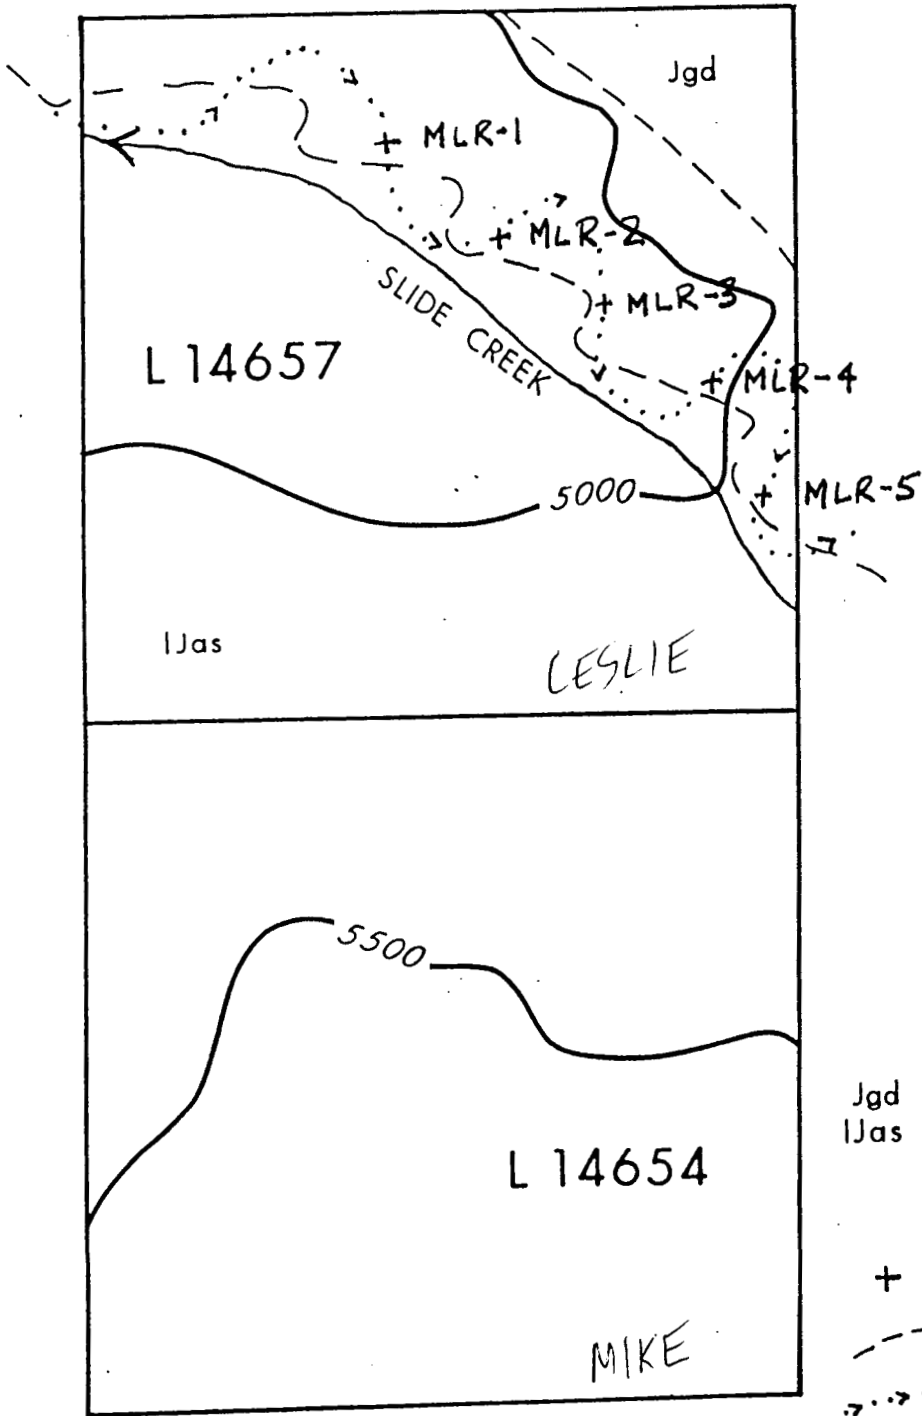 Jgd
MLR-1
MLR-2
MLR-3
SLIDE CREEK
L 14657
MLR-4
5000
MLR-5
lJas
LESLIE
5500
Jgd
lJas
L 14654
MIKE